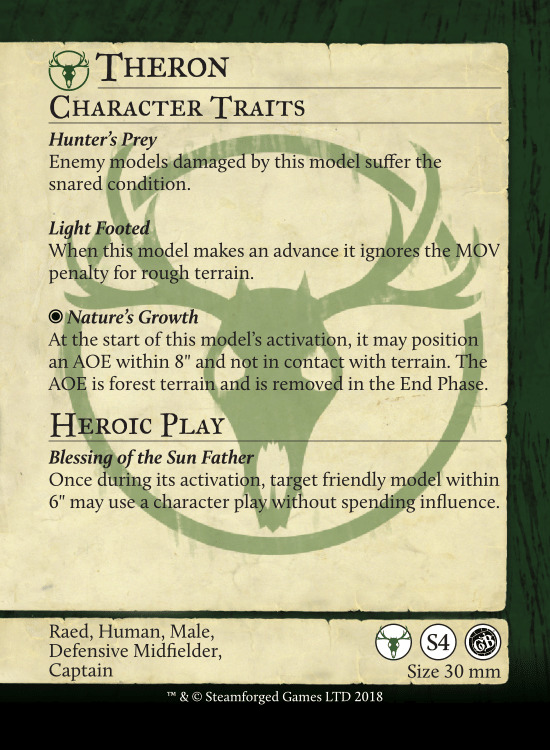 Theron
Character Traits
Hunter's Prey
Enemy models damaged by this model suffer the
snared condition.
Light Footed
When this model makes an advance it ignores the MOV
penalty for rough terrain.
Nature's Growth
At the start of this model's activation, it may position
an AOE within 8" and not in contact with terrain. The
AOE is forest terrain and is removed in the End Phase.
Heroic Play
Blessing of the Sun Father
Once during its activation, target friendly model within
6" may use a character play without spending influence.
Raed, Human, Male,
Defensive Midfielder,
Captain
S4
GB
Size 30 mm
™ & © Steamforged Games LTD 2018